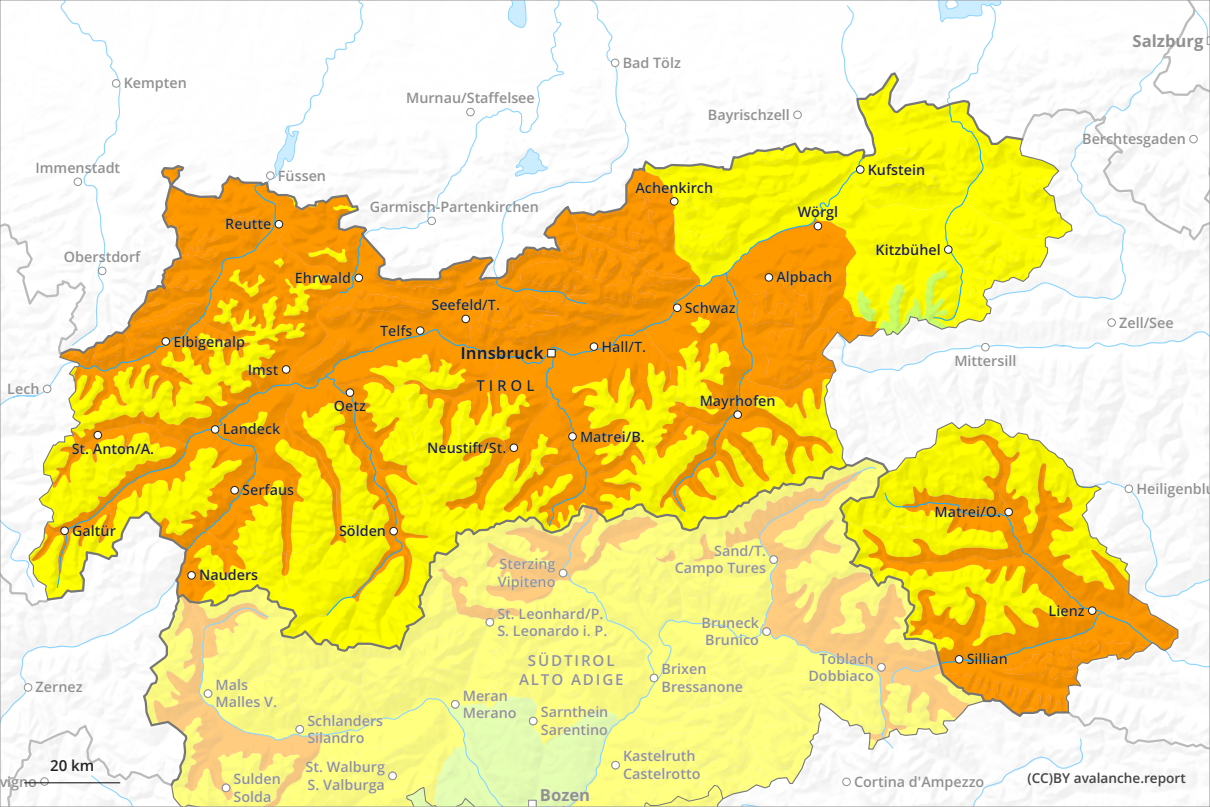 Salzburg
Bad Tölz
Kempten
Murnau/Staffelsee
Bayrischzell
Berchtesgaden
Immenstadt
Füssen
Kufstein
Achenkirch
Garmisch-Partenkirchen
Wörgl
Reutte
Kitzbühel
Oberstdorf
Ehrwald
Alpbach
Seefeld/T.
Schwaz
Telfs
Zell/See
Elbigenalp
Innsbruck
Hall/T.
Mittersill
Imst
TIROL
Lech
Mayrhofen
Oetz
Landeck
Matrei/B.
St. Anton/A.
Neustift/St.
Serfaus
Heiligenblu
Matrei/O.
Galtür
Sölden
Sand/T.
Campo Tures
Sterzing
Vipiteno
Nauders
St. Leonhard/P.
S. Leonardo i. P.
Lienz
Bruneck
Brunico
SÜDTIROL
ALTO ADIGE
Toblach
Dobbiaco
Sillian
Brixen
Bressanone
Zernez
Mals
Malles V.
Meran
Merano
Sarnthein
Sarentino
Schlanders
Silandro
Kastelruth
Castelrotto
20 km
St. Walburg
S. Valburga
vigno
Sulden
Solda
Cortina d'Ampezzo
(CC)BY avalanche.report
Bozen